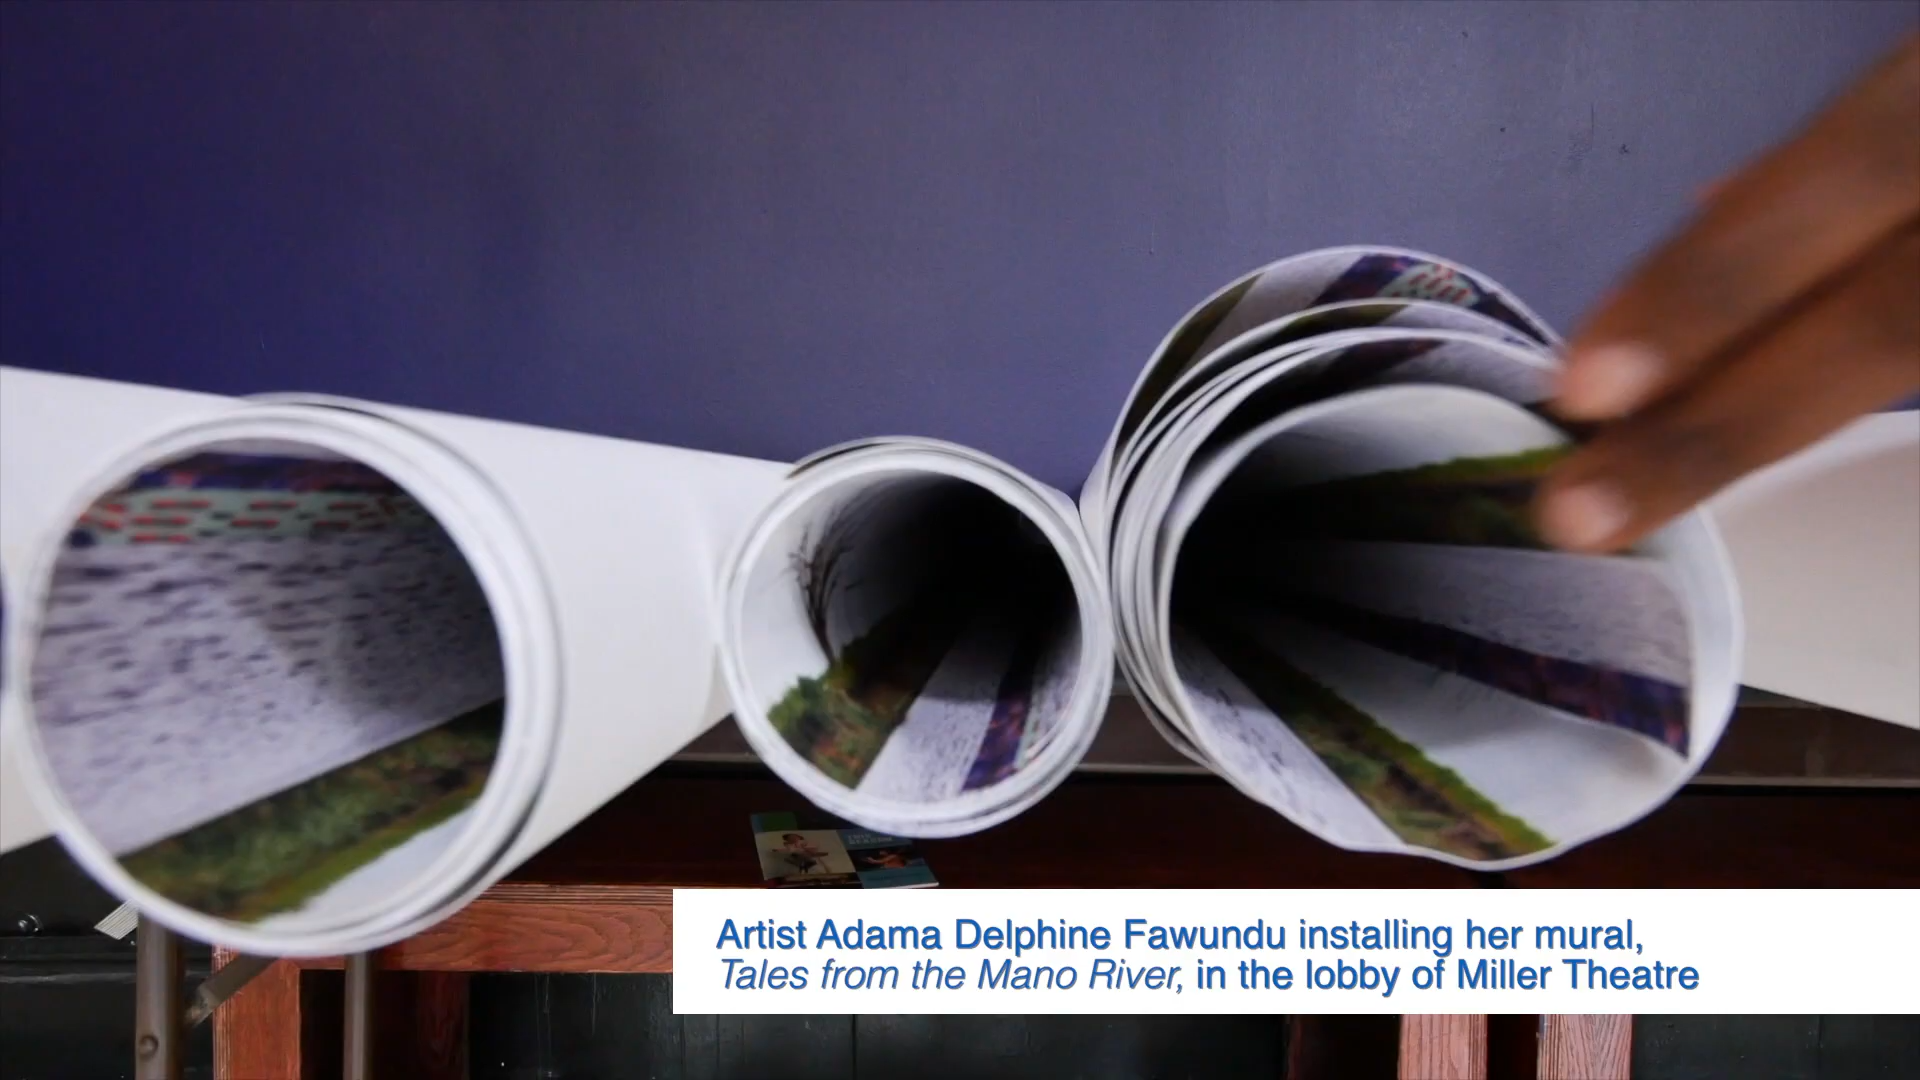 Artist Adama Delphine Fawundu installing her mural,
Tales from the Mano River, in the lobby of Miller Theatre